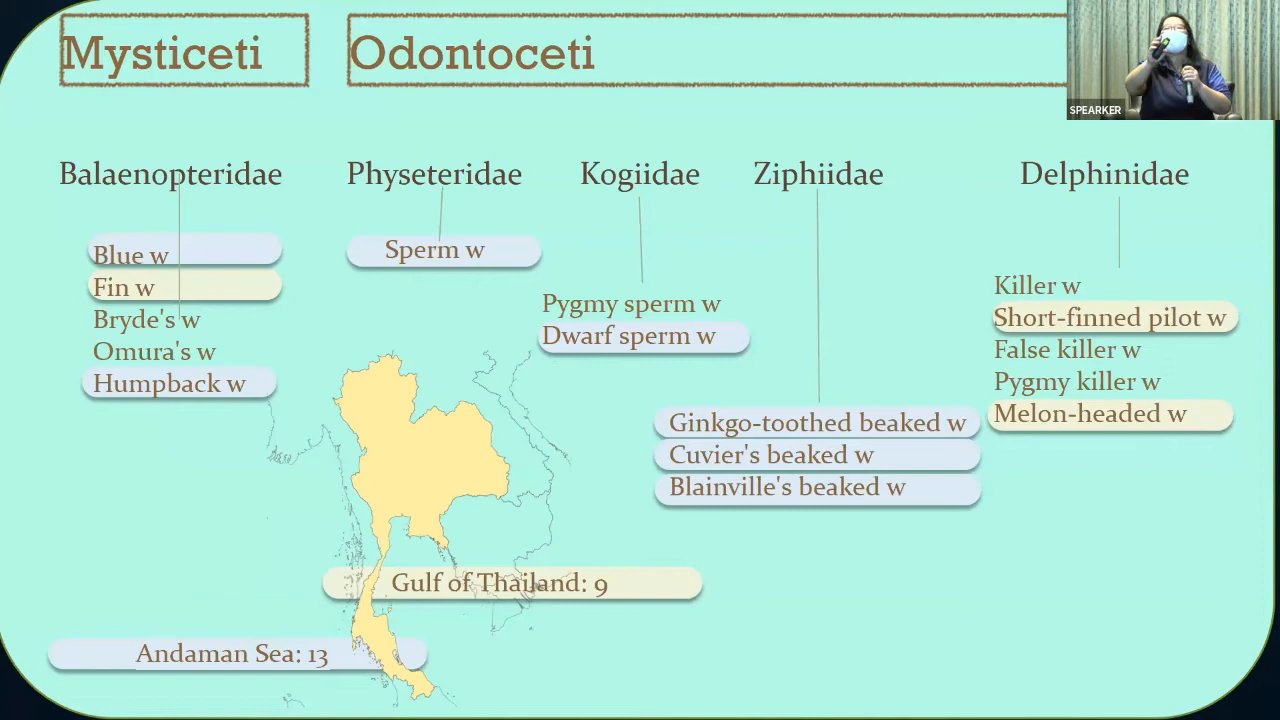 Mysticeti
Odontoceti
SPEARKER
Balaenopteridae
Physeteridae
Kogiidae
Ziphiidae
Delphinidae
Blue w
Fin w
Bryde's w
Omura's w
Humpback w
Sperm w
Pygmy sperm w
Dwarf sperm w
Ginkgo-toothed beaked w
Cuvier's beaked w
Blainville's beaked w
Killer w
Short-finned pilot w
False killer w
Pygmy killer w
Melon-headed w
Gulf of Thailand: 9
Andaman Sea: 13